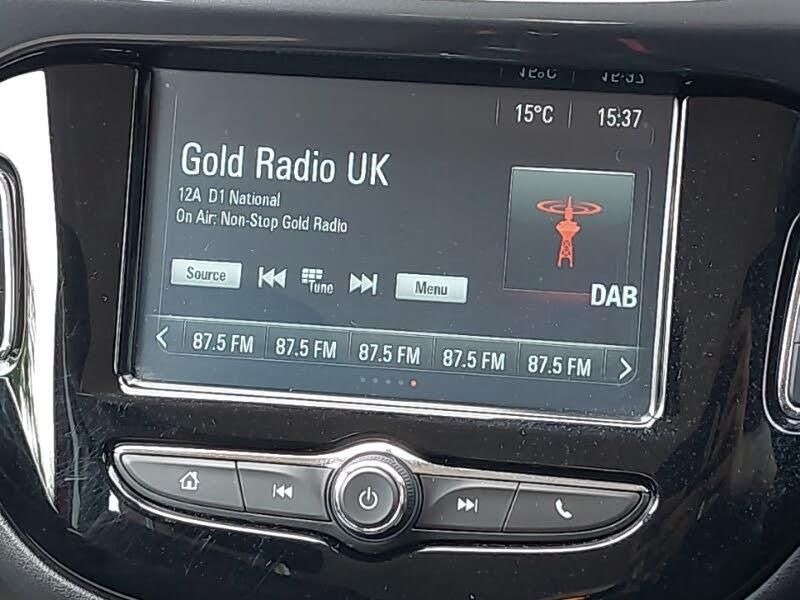 15°C 15:37
Gold Radio UK
12A D1 National
On Air; Non-Stop Gold Radio
Source Tune Menu
DAB
87.5 FM 87.5 FM 87.5 FM 87.5 FM 87.5 FM